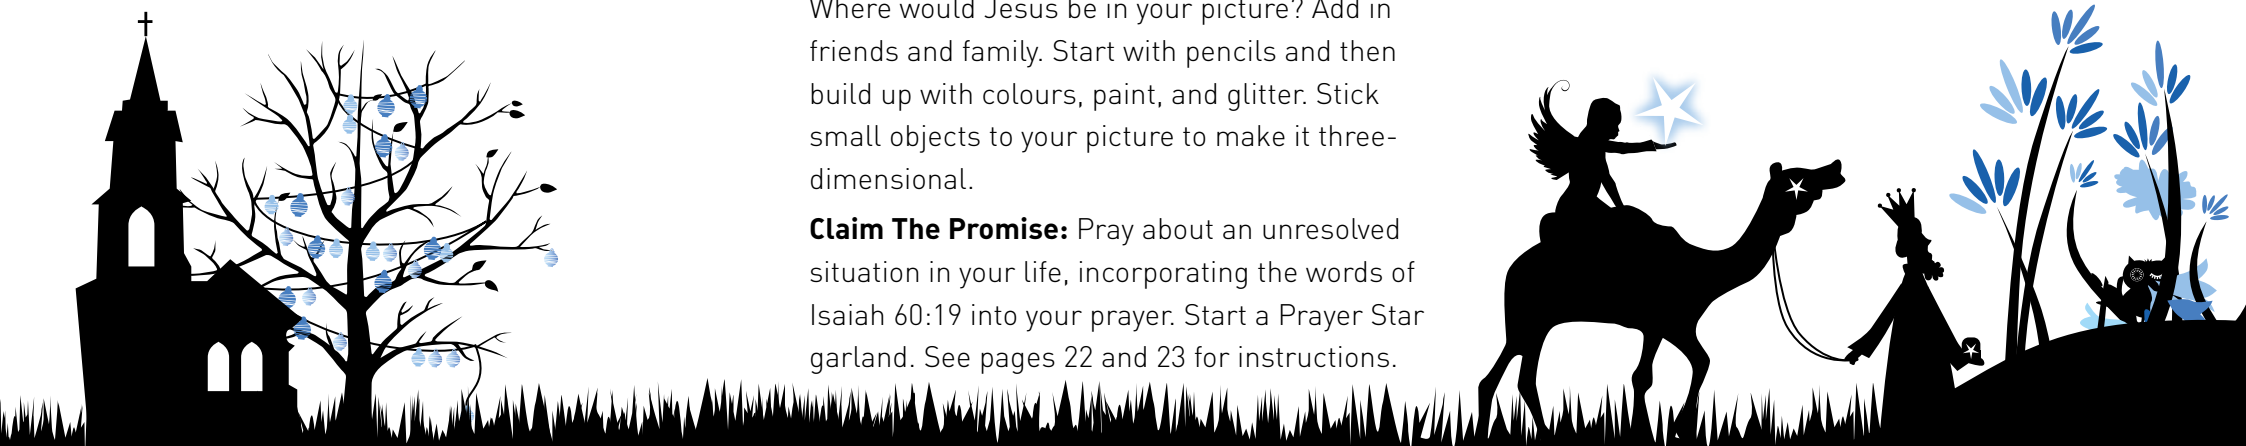 Where would Jesus be in your picture? Add in
friends and family. Start with pencils and then
build up with colours, paint, and glitter. Stick
small objects to your picture to make it three-
dimensional.
Claim The Promise: Pray about an unresolved
situation in your life, incorporating the words of
Isaiah 60:19 into your prayer. Start a Prayer Star
garland. See pages 22 and 23 for instructions.